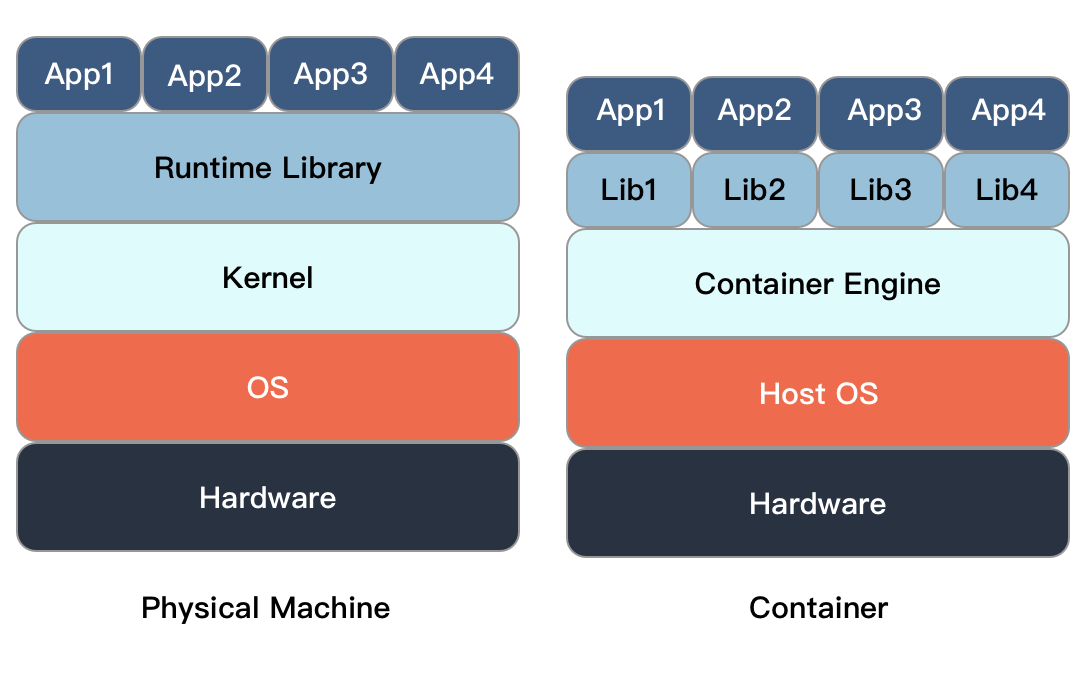 App1 App2 App3 App4
Runtime Library
Kernel
OS
Hardware
Physical Machine
App1 App2 App3 App4
Lib1 Lib2 Lib3 Lib4
Container Engine
Host OS
Hardware
Container